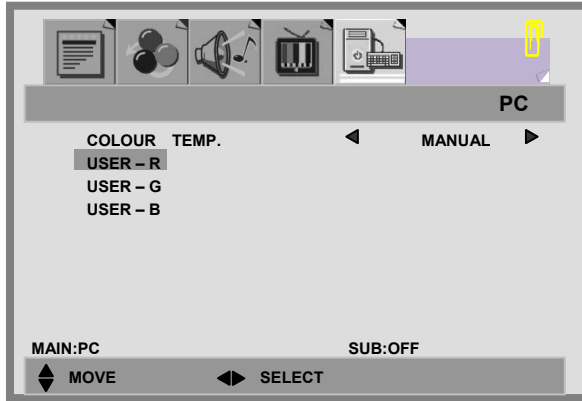 PC
COLOUR TEMP. MANUAL
USER – R
USER – G
USER – B
MAIN:PC SUB:OFF
MOVE SELECT